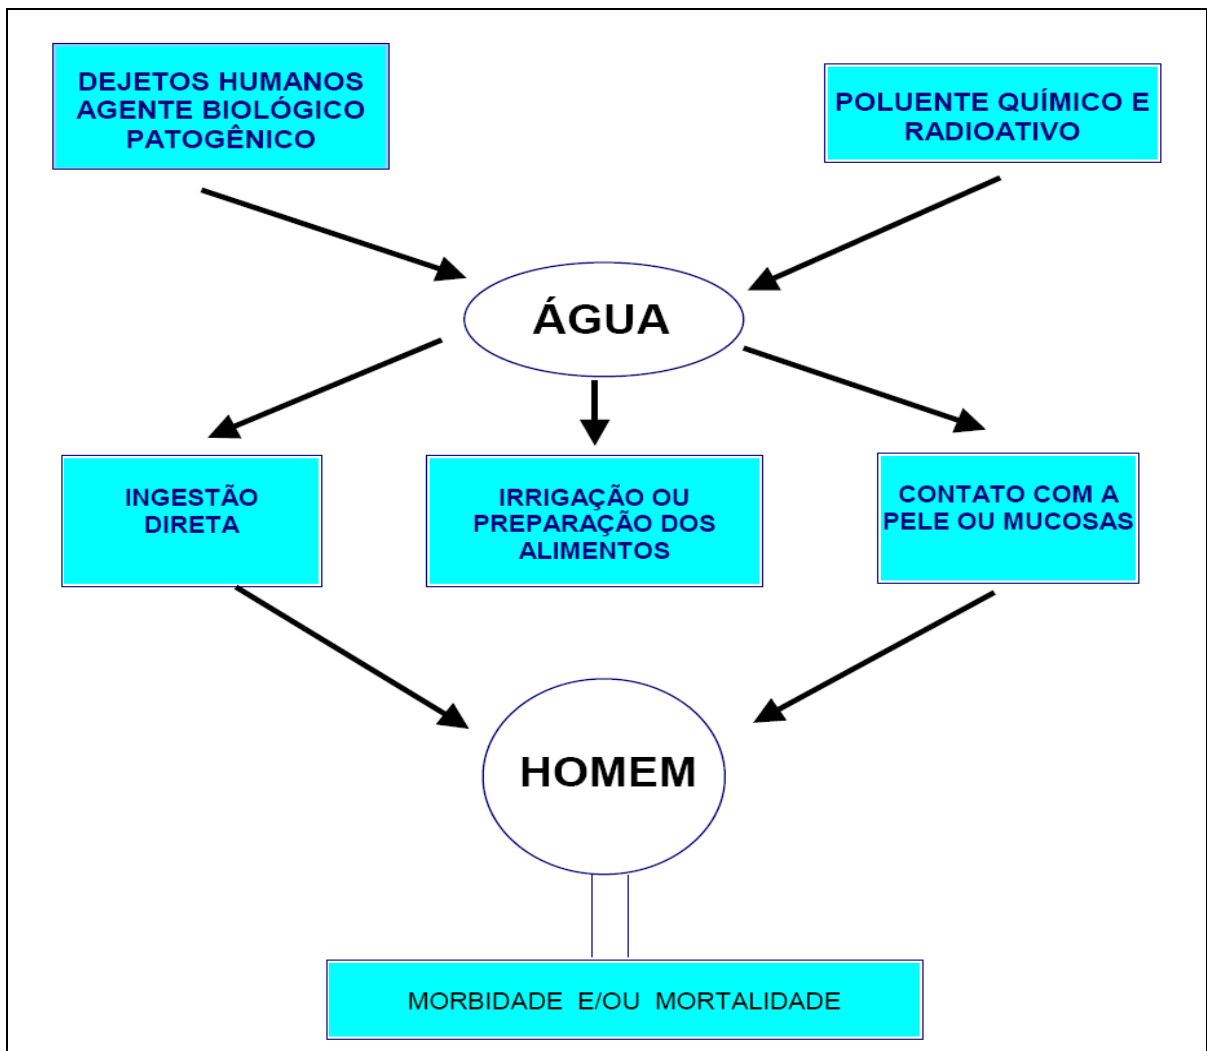 DEJETOS HUMANOS
AGENTE BIOLÓGICO
PATOGÊNICO
POLUENTE QUÍMICO E
RADIOATIVO
ÁGUA
INGESTÃO
DIRETA
IRRIGAÇÃO OU
PREPARAÇÃO DOS
ALIMENTOS
CONTATO COM A
PELE OU MUCOSAS
HOMEM
MORBIDADE E/OU MORTALIDADE